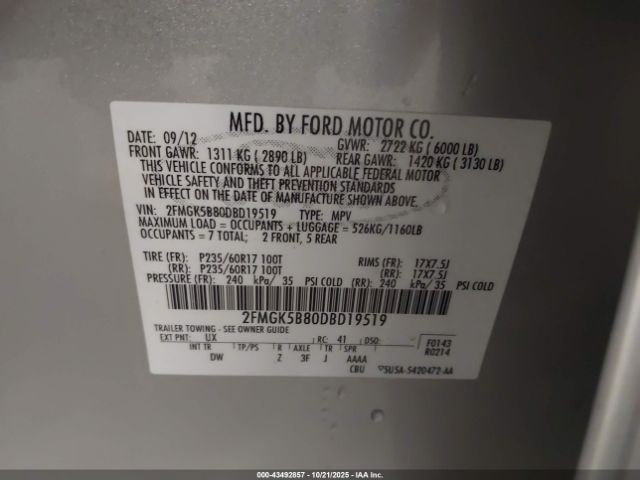 MFD. BY FORD MOTOR CO.
DATE: 09/12 GVWR: 2722 KG ( 6000 LB)
FRONT GAWR: 1311 KG ( 2890 LB) REAR GAWR: 1420 KG ( 3130 LB)
THIS VEHICLE CONFORMS TO ALL APPLICABLE FEDERAL MOTOR
VEHICLE SAFETY AND THEFT PREVENTION STANDARDS
IN EFFECT ON THE DATE OF MANUFACTURE SHOWN ABOVE.
VIN: 2FMGK5B80DBD19519 TYPE: MPV
MAXIMUM LOAD = OCCUPANTS + LUGGAGE = 526KG/1160LB
OCCUPANTS = 7 TOTAL; 2 FRONT, 5 REAR
TIRE (FR): P235/60R17 100T RIMS (FR): 17X7.5J
(RR): P235/60R17 100T (RR): 17X7.5J
PRESSURE (FR): 240 kPa/ 35 PSI COLD (RR): 240 kPa/ 35 PSI COLD
2FMGK5B80DBD19519
TRAILER TOWING - SEE OWNER GUIDE
EXT PNT: UX RC: 41 DSO: F0143
R0214
INT TR TP/PS R AXLE TR SPR
DW Z 3F J AAAA
CBU 5U5A-5420472-AA
000-43492857 - 10/21/2025 - IAAI.com